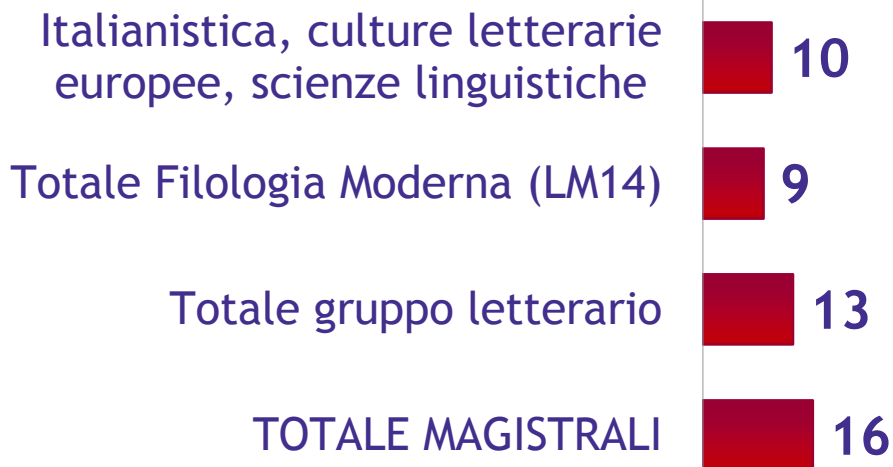 Italianistica, culture letterarie
europee, scienze linguistiche
10
Totale Filologia Moderna (LM14)
9
Totale gruppo letterario
13
TOTALE MAGISTRALI
16